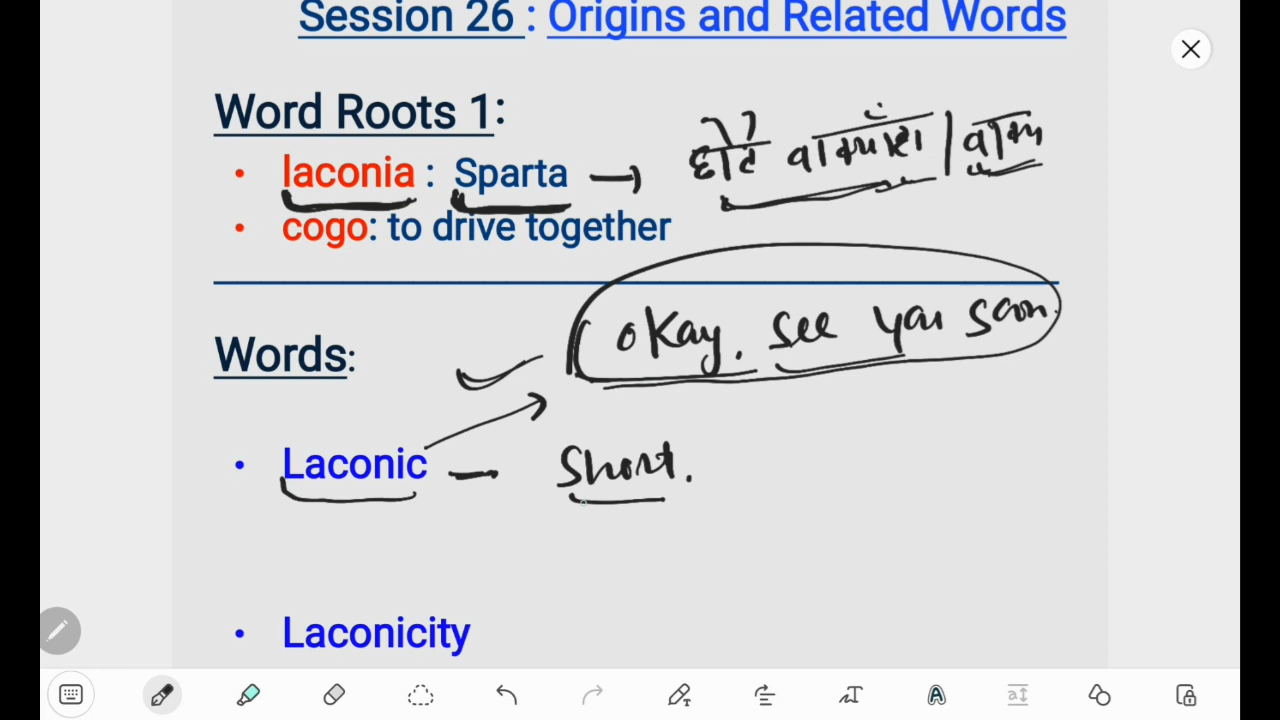 Session 26 : Origins and Related Words
Word Roots 1:
• laconia : Sparta →
• cogo: to drive together
okay. see you soon.
Words:
• Laconic — Short.
• Laconicity